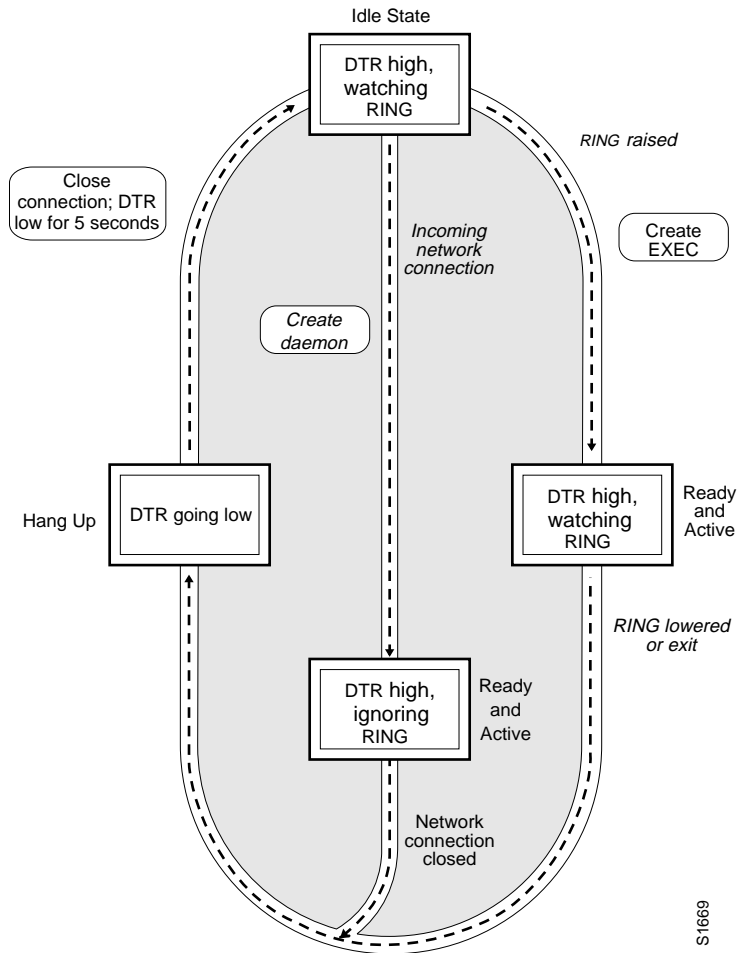 Idle State
DTR high,
watching
RING
RING raised
Close
connection; DTR
low for 5 seconds
Create
EXEC
Incoming
network
connection
Create
daemon
Hang Up
DTR going low
DTR high,
watching
RING
Ready
and
Active
RING lowered
or exit
DTR high,
ignoring
RING
Ready
and
Active
Network
connection
closed
S1669